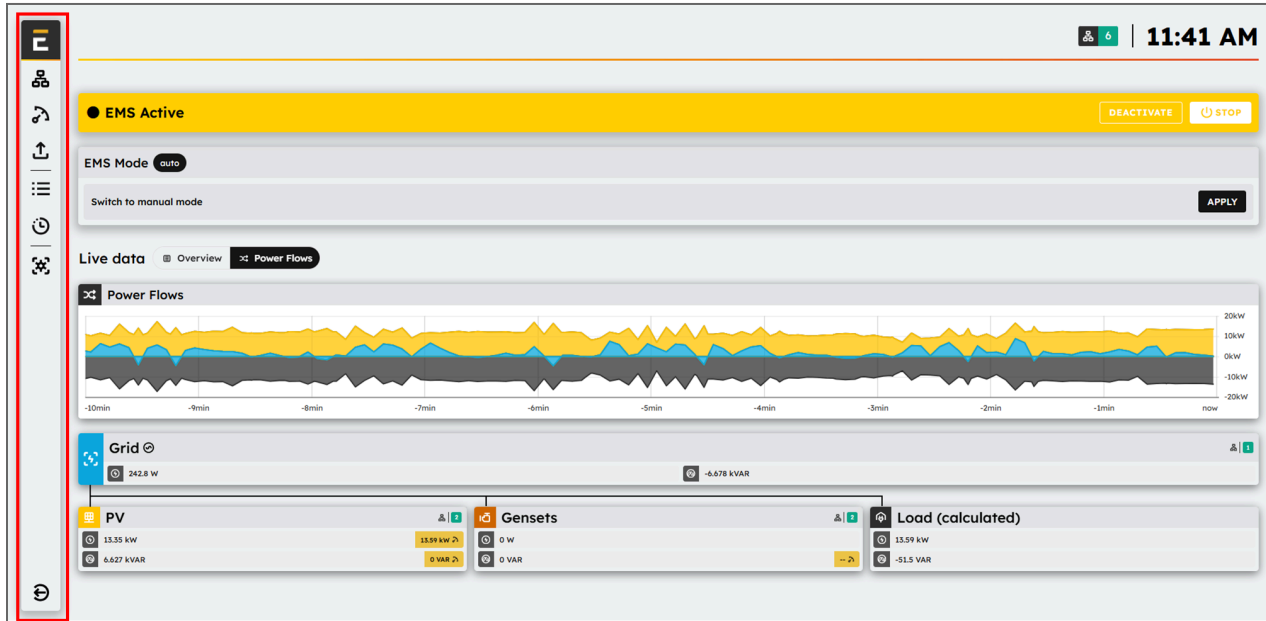 6 11:41 AM
EMS Active DEACTIVATE STOP
EMS Mode auto
Switch to manual mode APPLY
Live data Overview Power Flows
Power Flows
20kW
10kW
0kW
-10kW
-20kW
-10min -9min -8min -7min -6min -5min -4min -3min -2min -1min now
Grid 1
242.8 W -6.678 kVAR
PV 2
13.35 kW 13.59 kW
6.627 kVAR 0 VAR
Gensets 2
0 W
0 VAR --
Load (calculated)
13.59 kW
-51.5 VAR